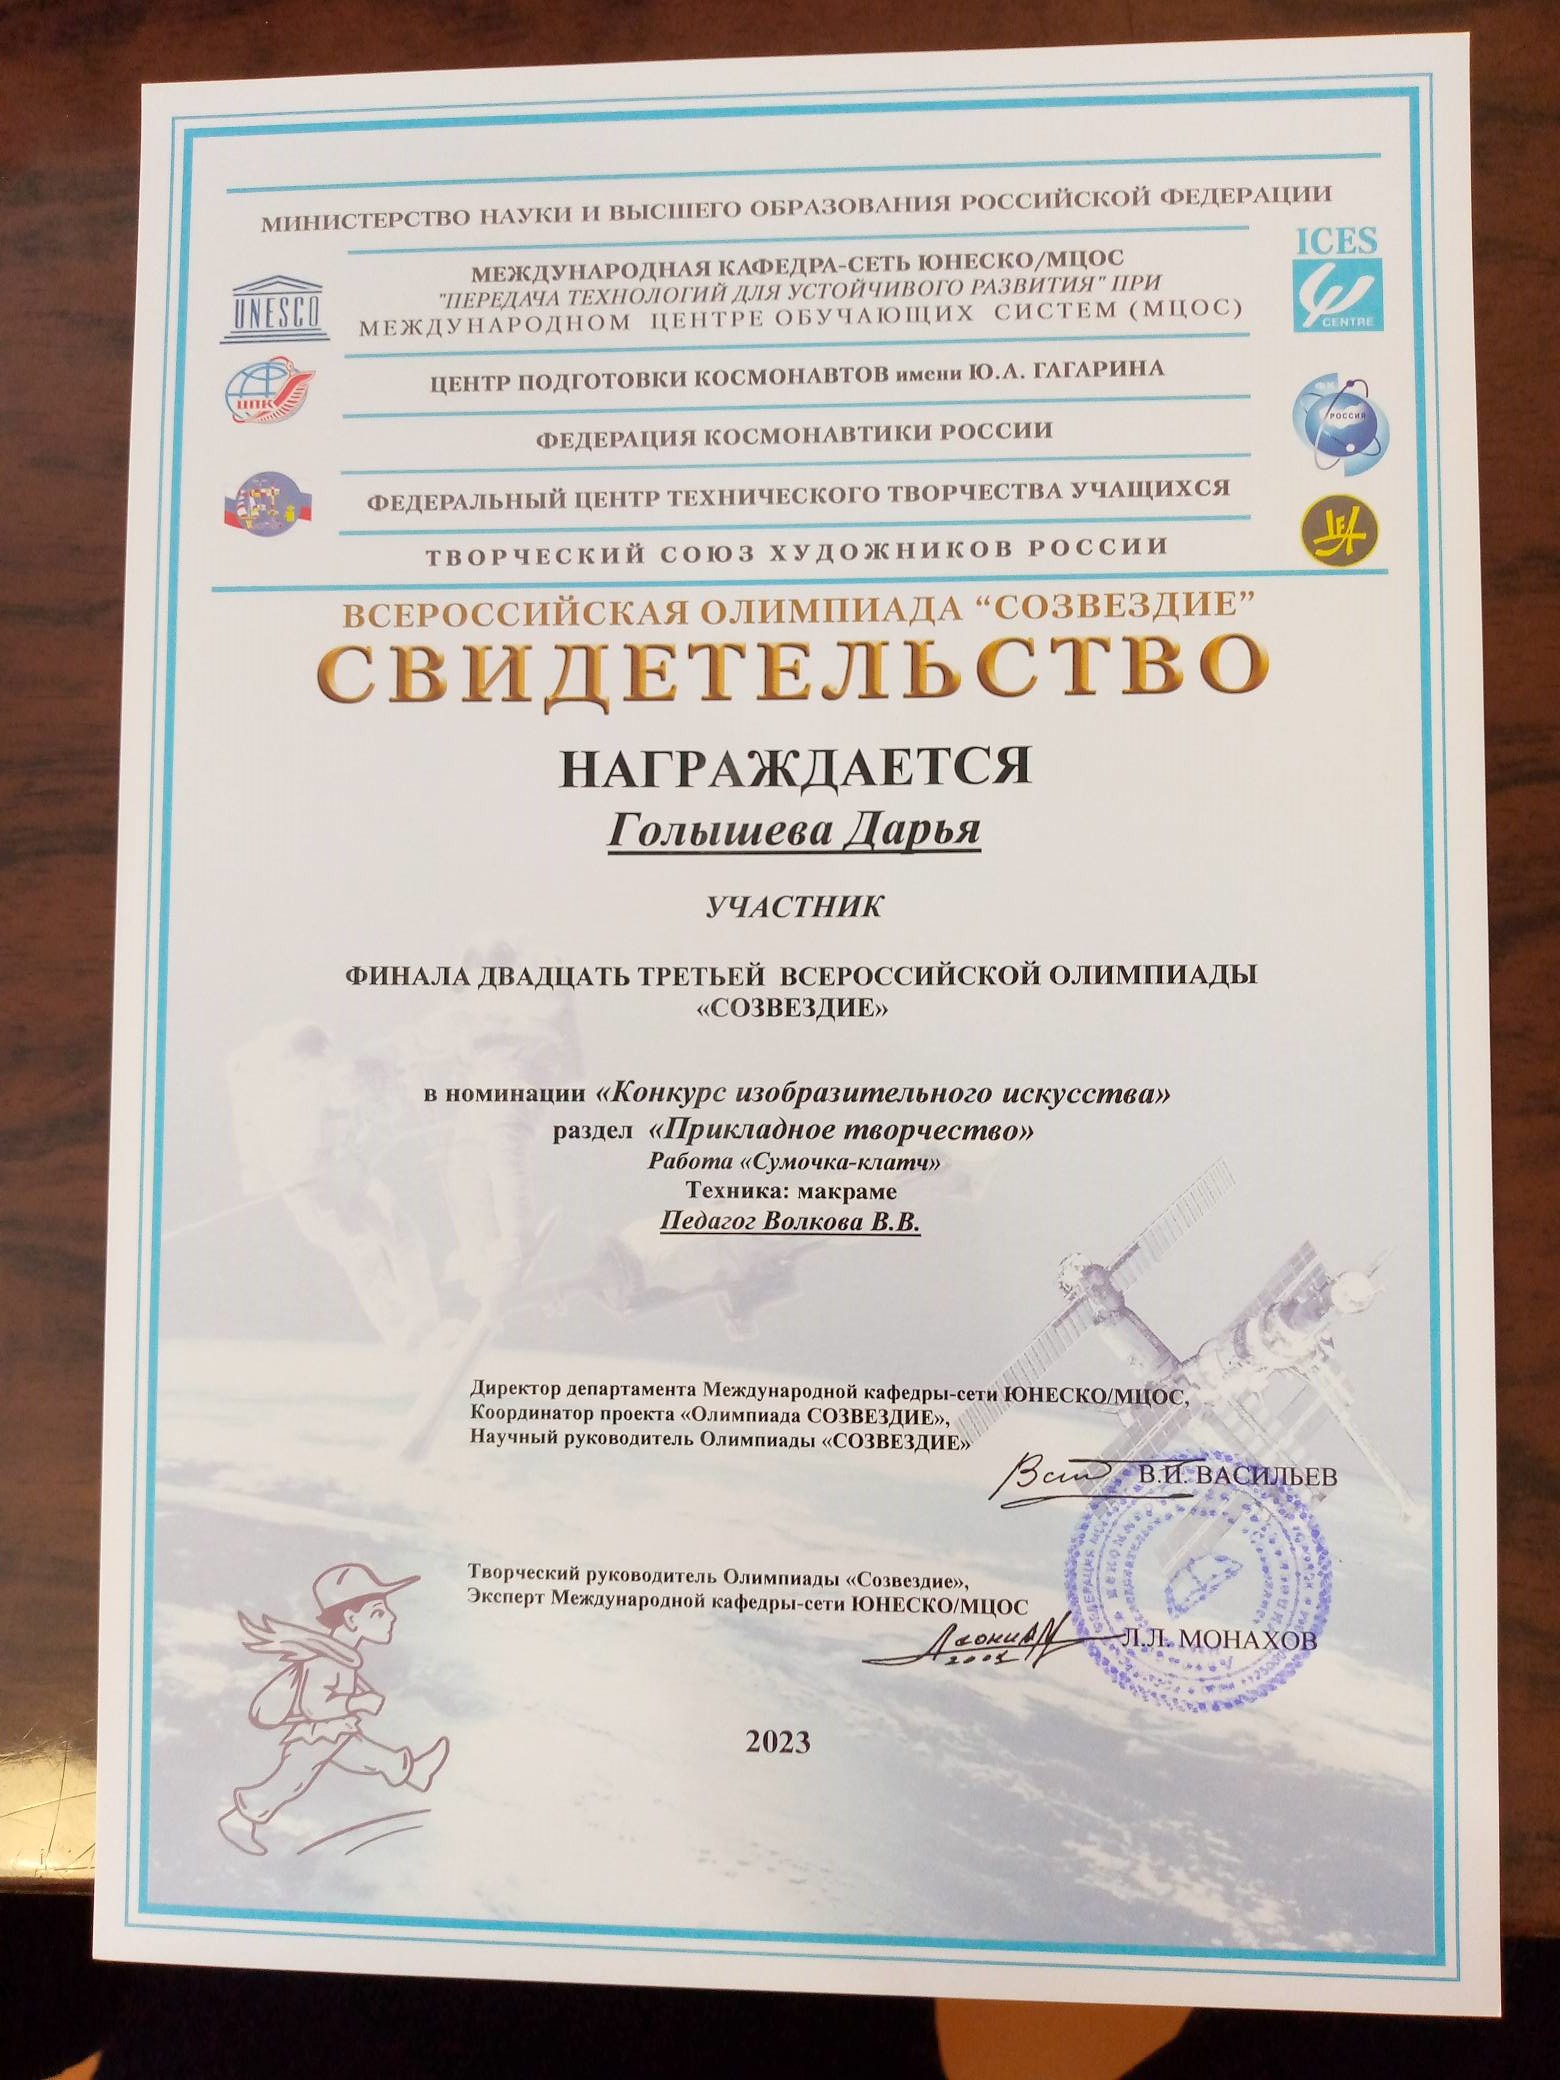 МИНИСТЕРСТВО НАУКИ И ВЫСШЕГО ОБРАЗОВАНИЯ РОССИЙСКОЙ ФЕДЕРАЦИИ
ICES
CENTRE
UNESCO
МЕЖДУНАРОДНАЯ КАФЕДРА-СЕТЬ ЮНЕСКО/МЦОС
"ПЕРЕДАЧА ТЕХНОЛОГИЙ ДЛЯ УСТОЙЧИВОГО РАЗВИТИЯ" ПРИ
МЕЖДУНАРОДНОМ ЦЕНТРЕ ОБУЧАЮЩИХ СИСТЕМ (МЦОС)
ЦПК
ЦЕНТР ПОДГОТОВКИ КОСМОНАВТОВ имени Ю.А. ГАГАРИНА
ФК
РОССИЯ
ФЕДЕРАЦИЯ КОСМОНАВТИКИ РОССИИ
ФЕДЕРАЛЬНЫЙ ЦЕНТР ТЕХНИЧЕСКОГО ТВОРЧЕСТВА УЧАЩИХСЯ
ТВОРЧЕСКИЙ СОЮЗ ХУДОЖНИКОВ РОССИИ
ВСЕРОССИЙСКАЯ ОЛИМПИАДА “СОЗВЕЗДИЕ”
СВИДЕТЕЛЬСТВО
НАГРАЖДАЕТСЯ
Голышева Дарья
УЧАСТНИК
ФИНАЛА ДВАДЦАТЬ ТРЕТЬЕЙ ВСЕРОССИЙСКОЙ ОЛИМПИАДЫ
«СОЗВЕЗДИЕ»
в номинации «Конкурс изобразительного искусства»
раздел «Прикладное творчество»
Работа «Сумочка-клатч»
Техника: макраме
Педагог Волкова В.В.
Директор департамента Международной кафедры-сети ЮНЕСКО/МЦОС,
Координатор проекта «Олимпиада СОЗВЕЗДИЕ»,
Научный руководитель Олимпиады «СОЗВЕЗДИЕ»
В.И. ВАСИЛЬЕВ
Творческий руководитель Олимпиады «Созвездие»,
Эксперт Международной кафедры-сети ЮНЕСКО/МЦОС
Л.Л. МОНАХОВ
2023